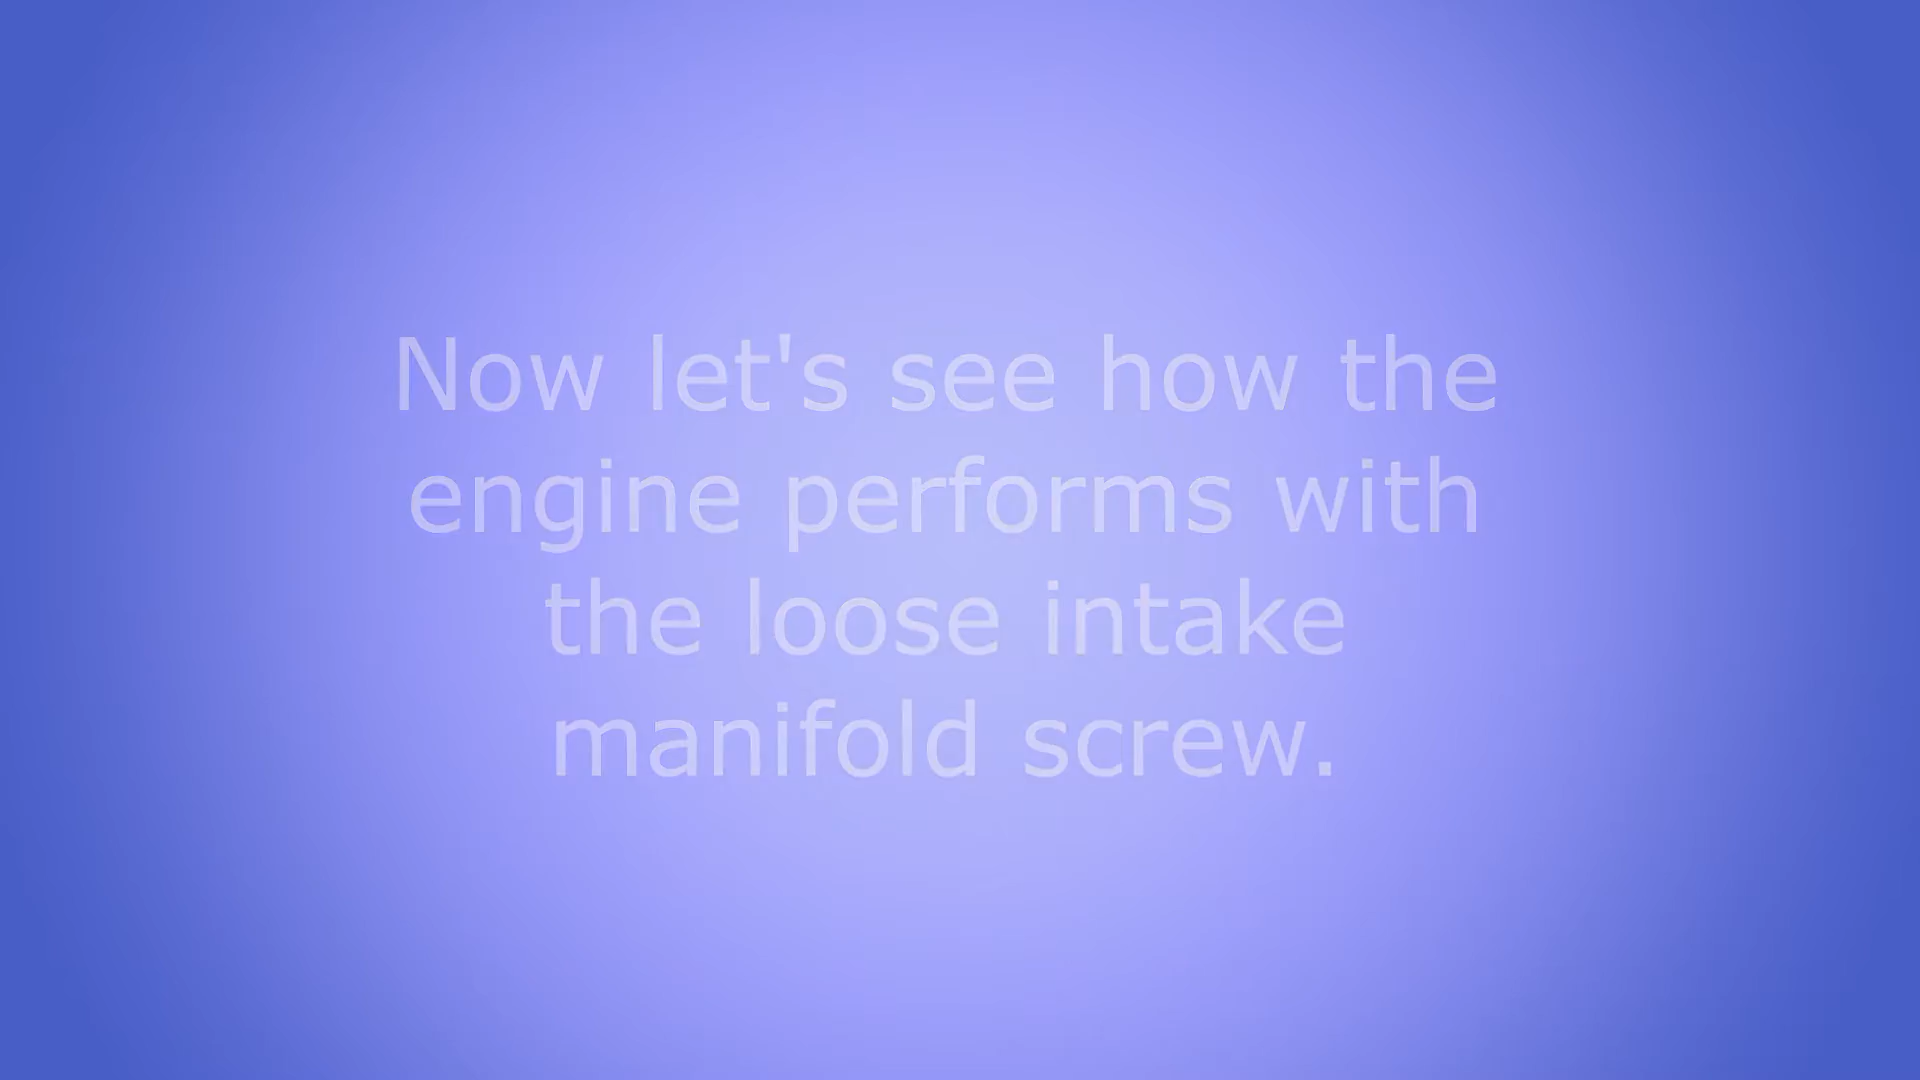 Now let's see how the
engine performs with
the loose intake
manifold screw.